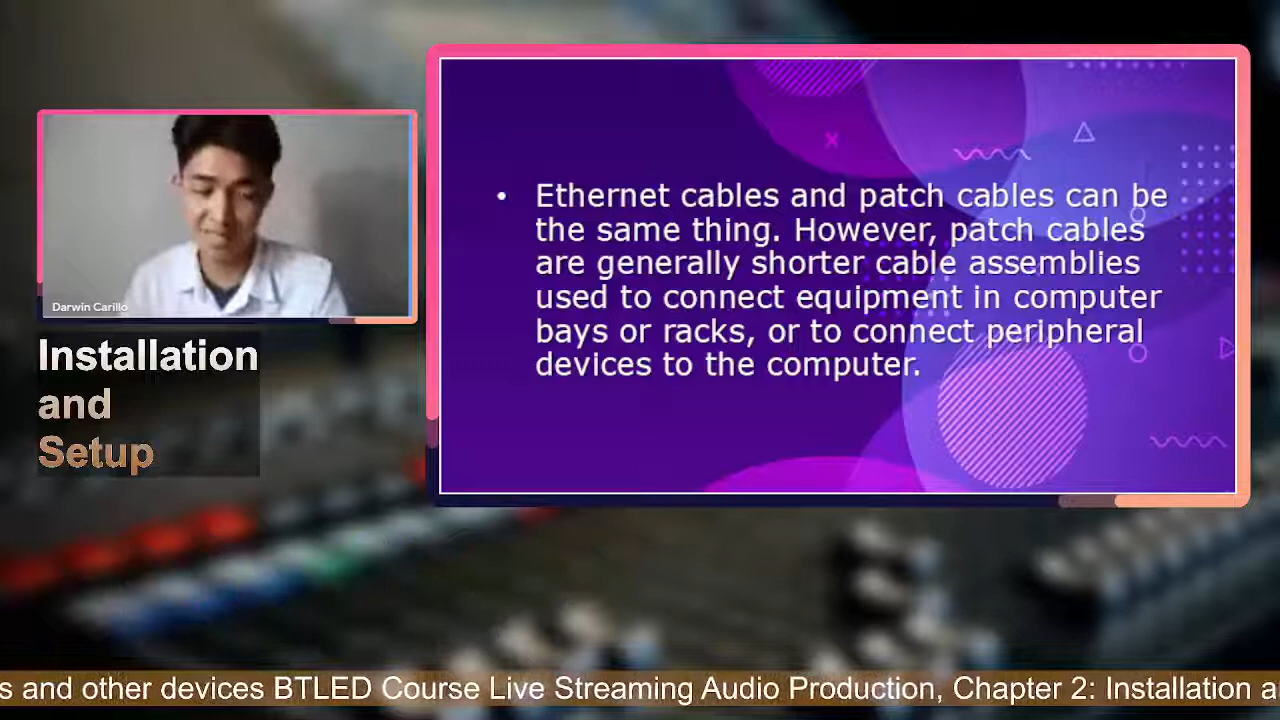 Darwin Carillo
Installation
and
Setup
• Ethernet cables and patch cables can be
the same thing. However, patch cables
are generally shorter cable assemblies
used to connect equipment in computer
bays or racks, or to connect peripheral
devices to the computer.
s and other devices BTLED Course Live Streaming Audio Production, Chapter 2: Installation a